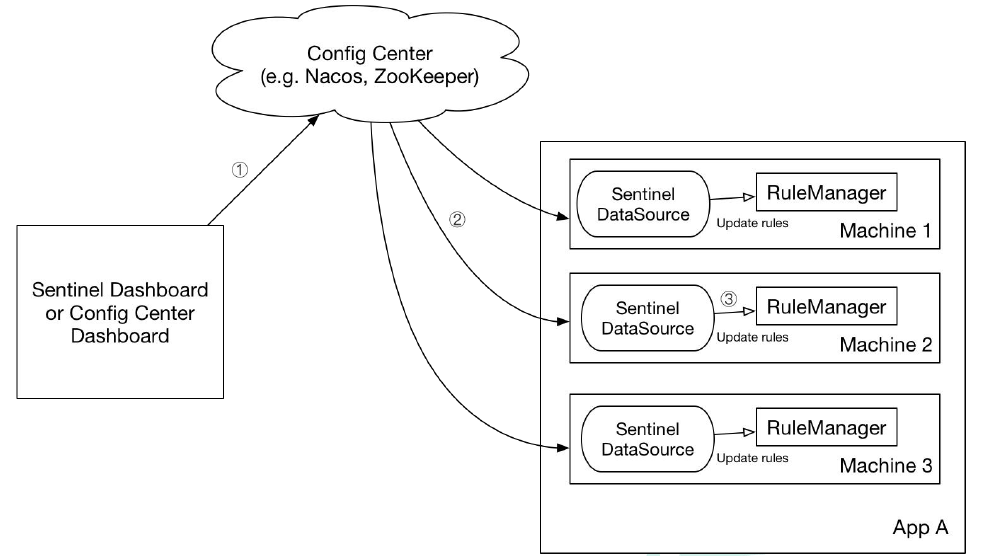 Config Center
(e.g. Nacos, ZooKeeper)
①
②
Sentinel Dashboard
or Config Center
Dashboard
Sentinel
DataSource
Update rules
RuleManager
Machine 1
Sentinel
DataSource
③
Update rules
RuleManager
Machine 2
Sentinel
DataSource
Update rules
RuleManager
Machine 3
App A